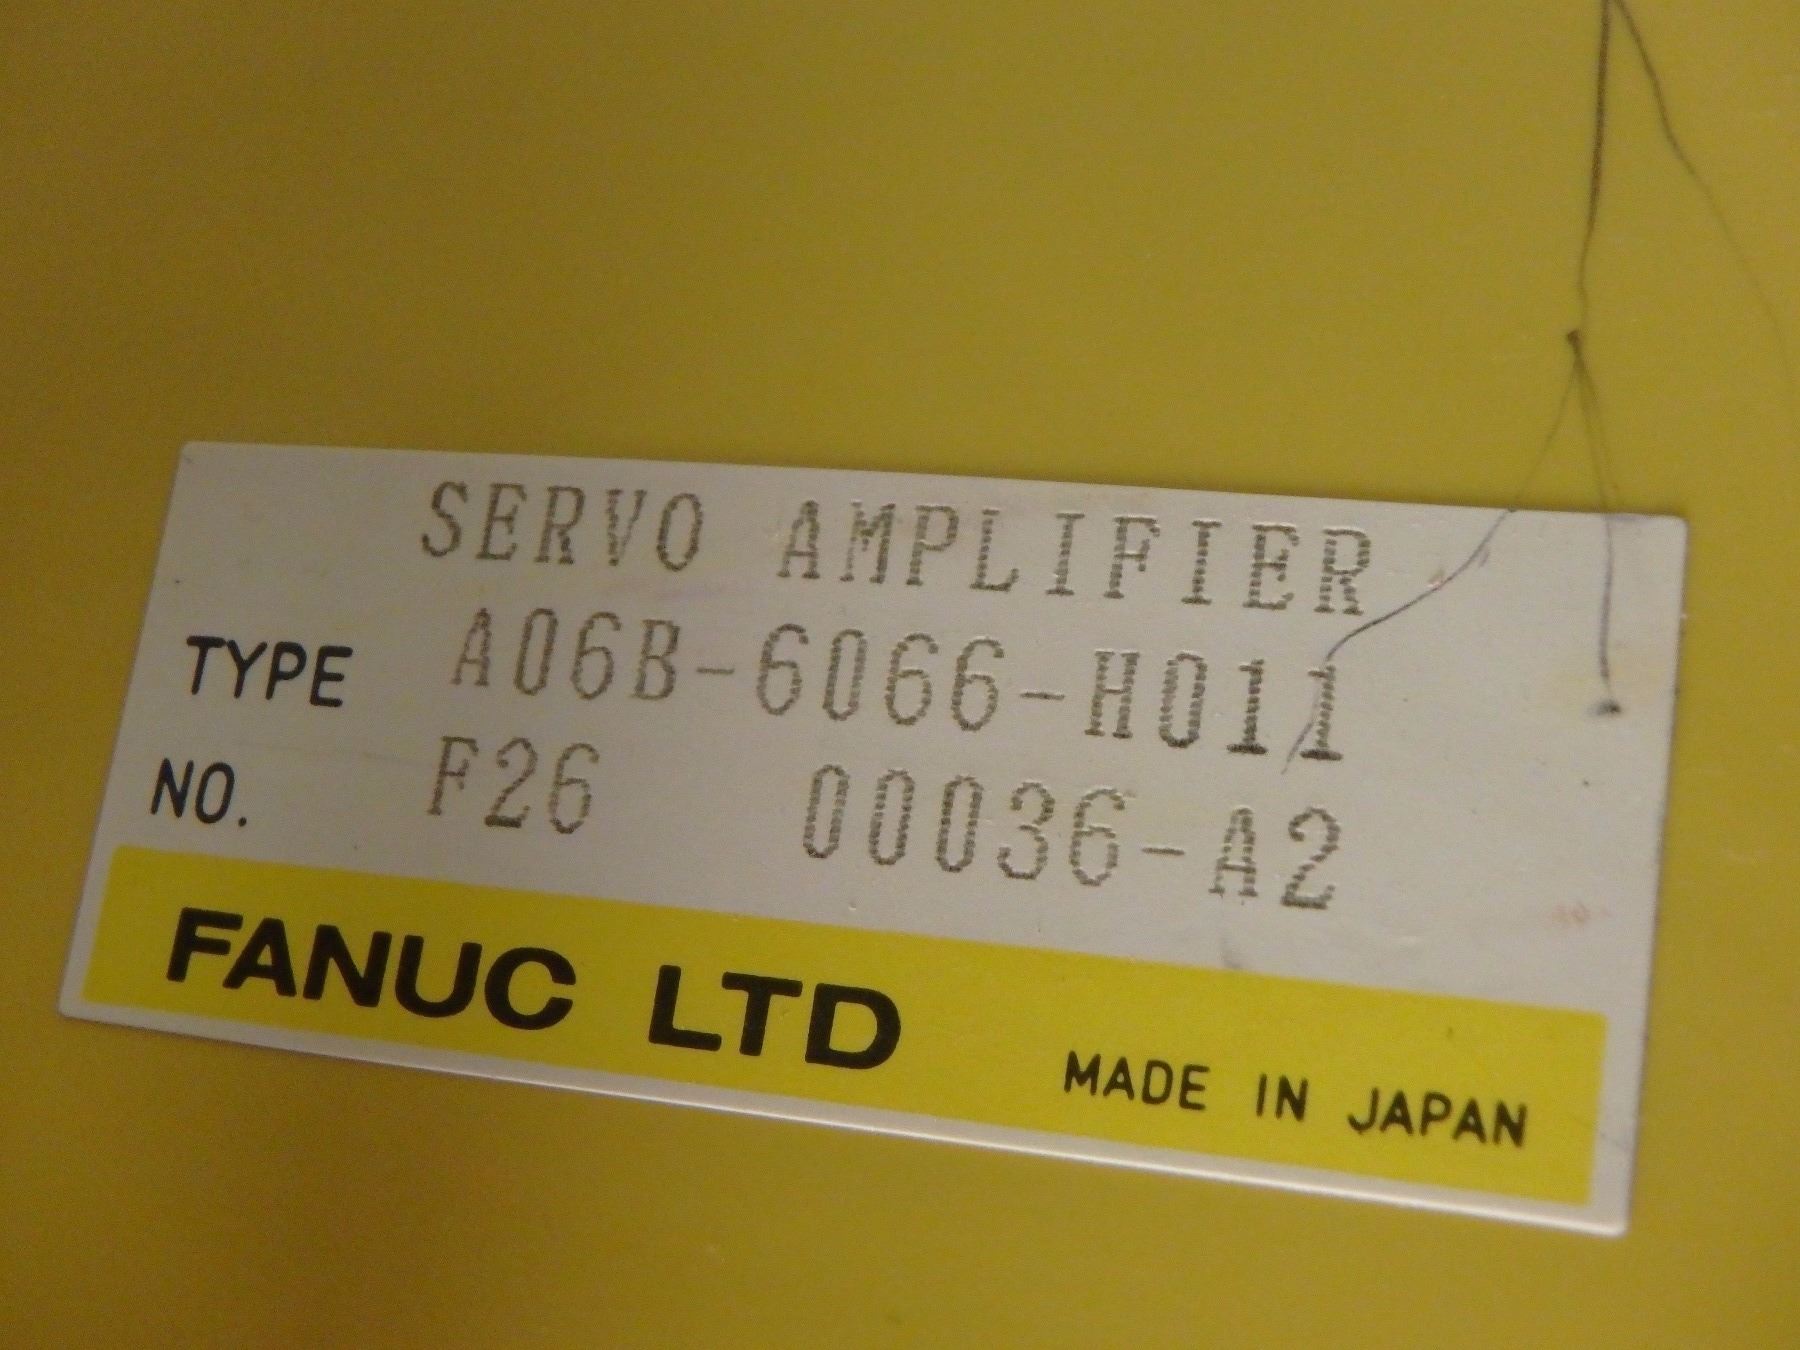 SERVO AMPLIFIER
TYPE A06B-6066-H011
NO. F26 00036-A2
FANUC LTD MADE IN JAPAN